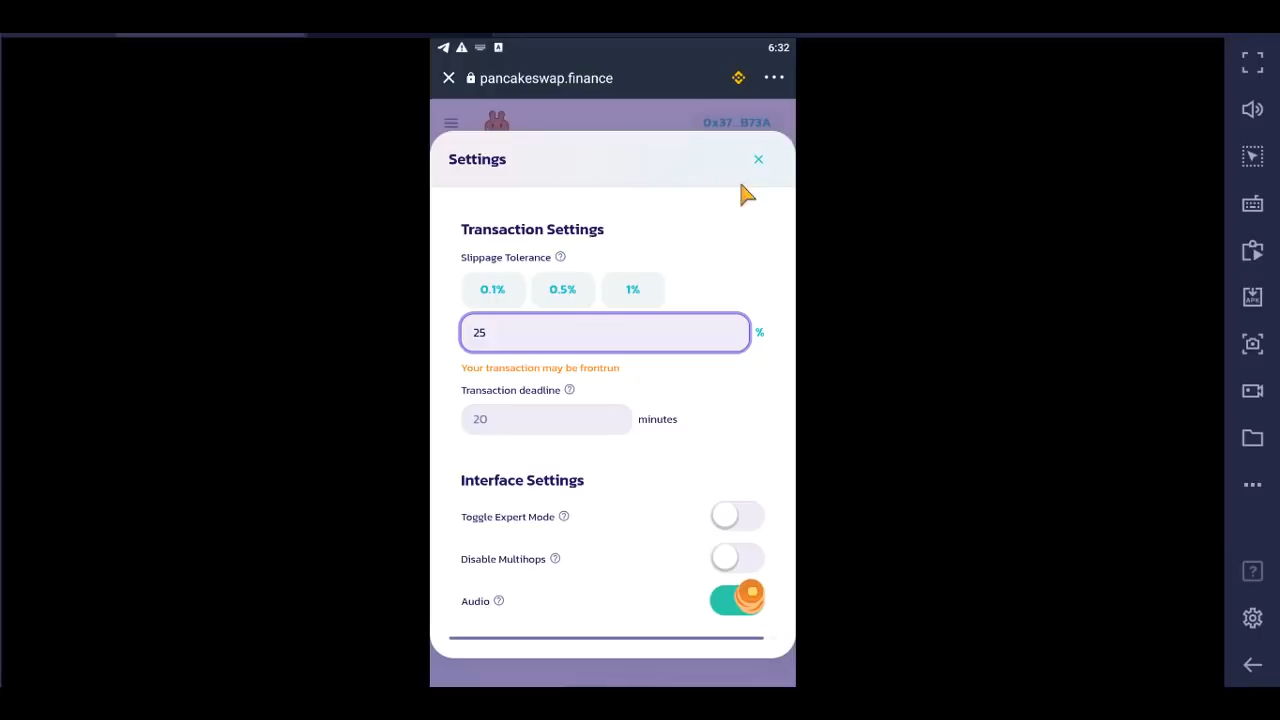 6:32
pancakeswap.finance
0x37...B73A
Settings
Transaction Settings
Slippage Tolerance
0.1% 0.5% 1%
25 %
Your transaction may be frontrun
Transaction deadline
20 minutes
Interface Settings
Toggle Expert Mode
Disable Multihops
Audio
APK